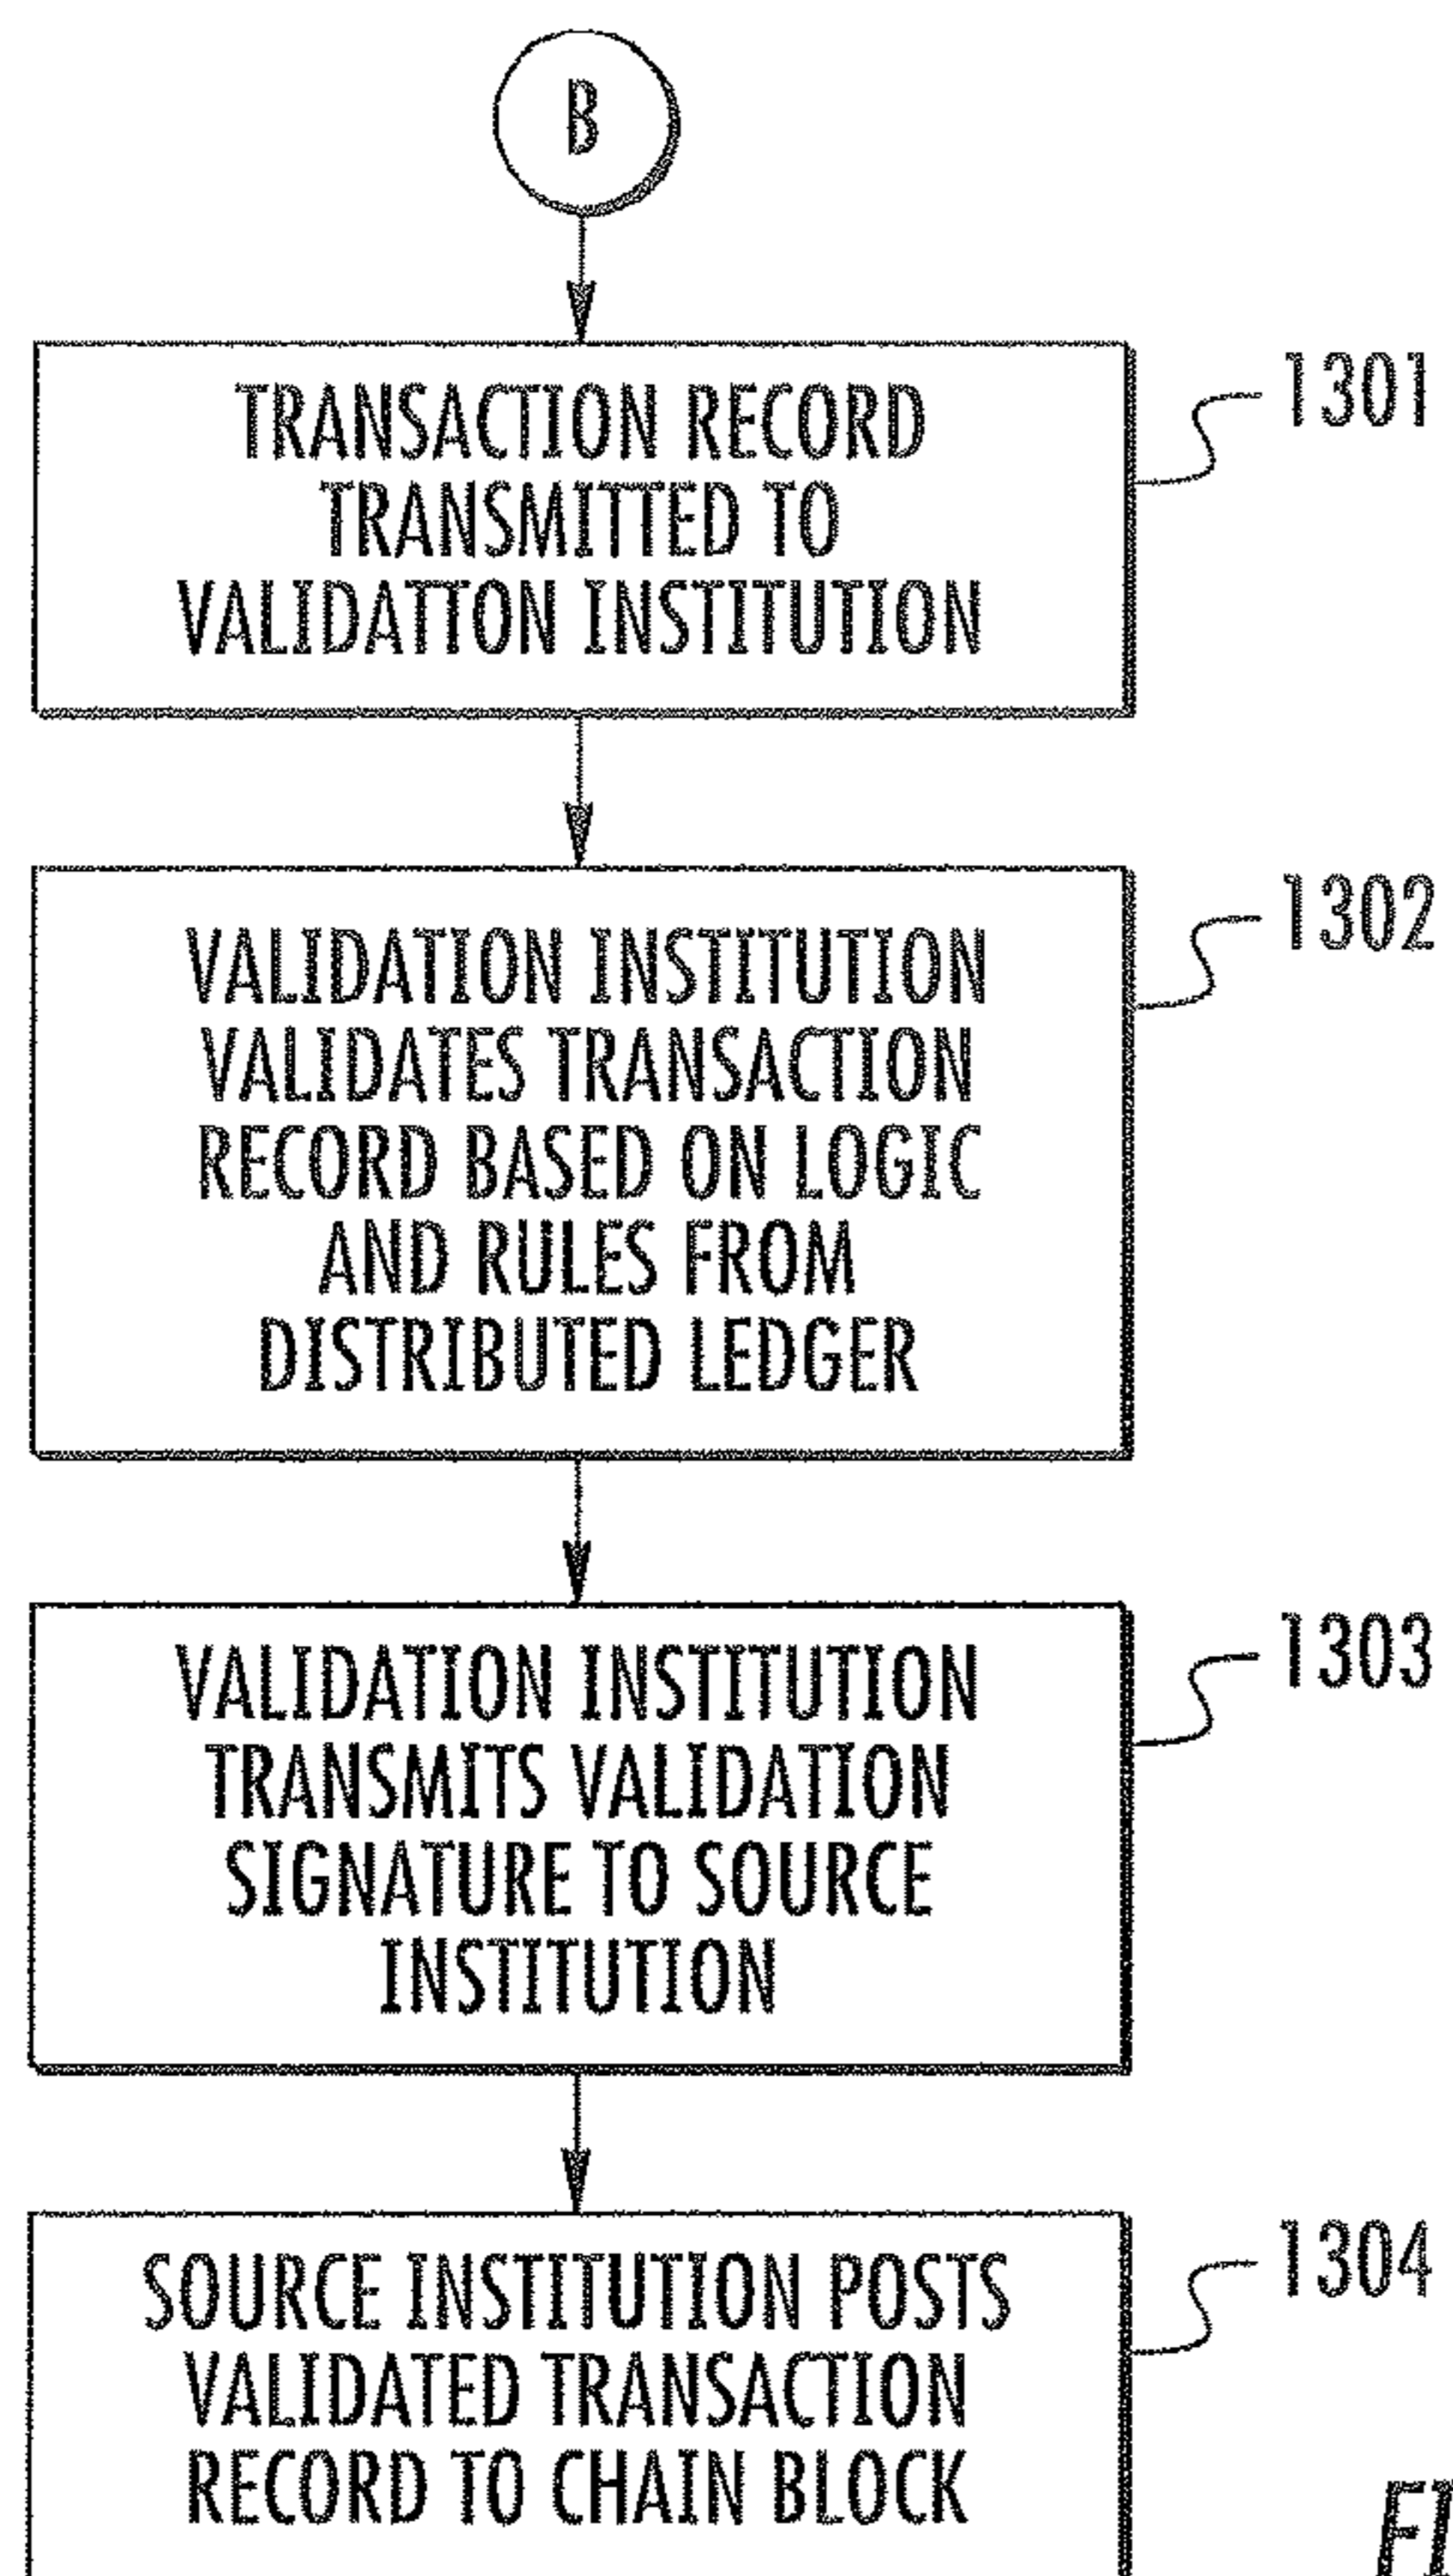 B
TRANSACTION RECORD
TRANSMITTED TO
VALIDATION INSTITUTION
1301
VALIDATION INSTITUTION
VALIDATES TRANSACTION
RECORD BASED ON LOGIC
AND RULES FROM
DISTRIBUTED LEDGER
1302
VALIDATION INSTITUTION
TRANSMITS VALIDATION
SIGNATURE TO SOURCE
INSTITUTION
1303
SOURCE INSTITUTION POSTS
VALIDATED TRANSACTION
RECORD TO CHAIN BLOCK
1304